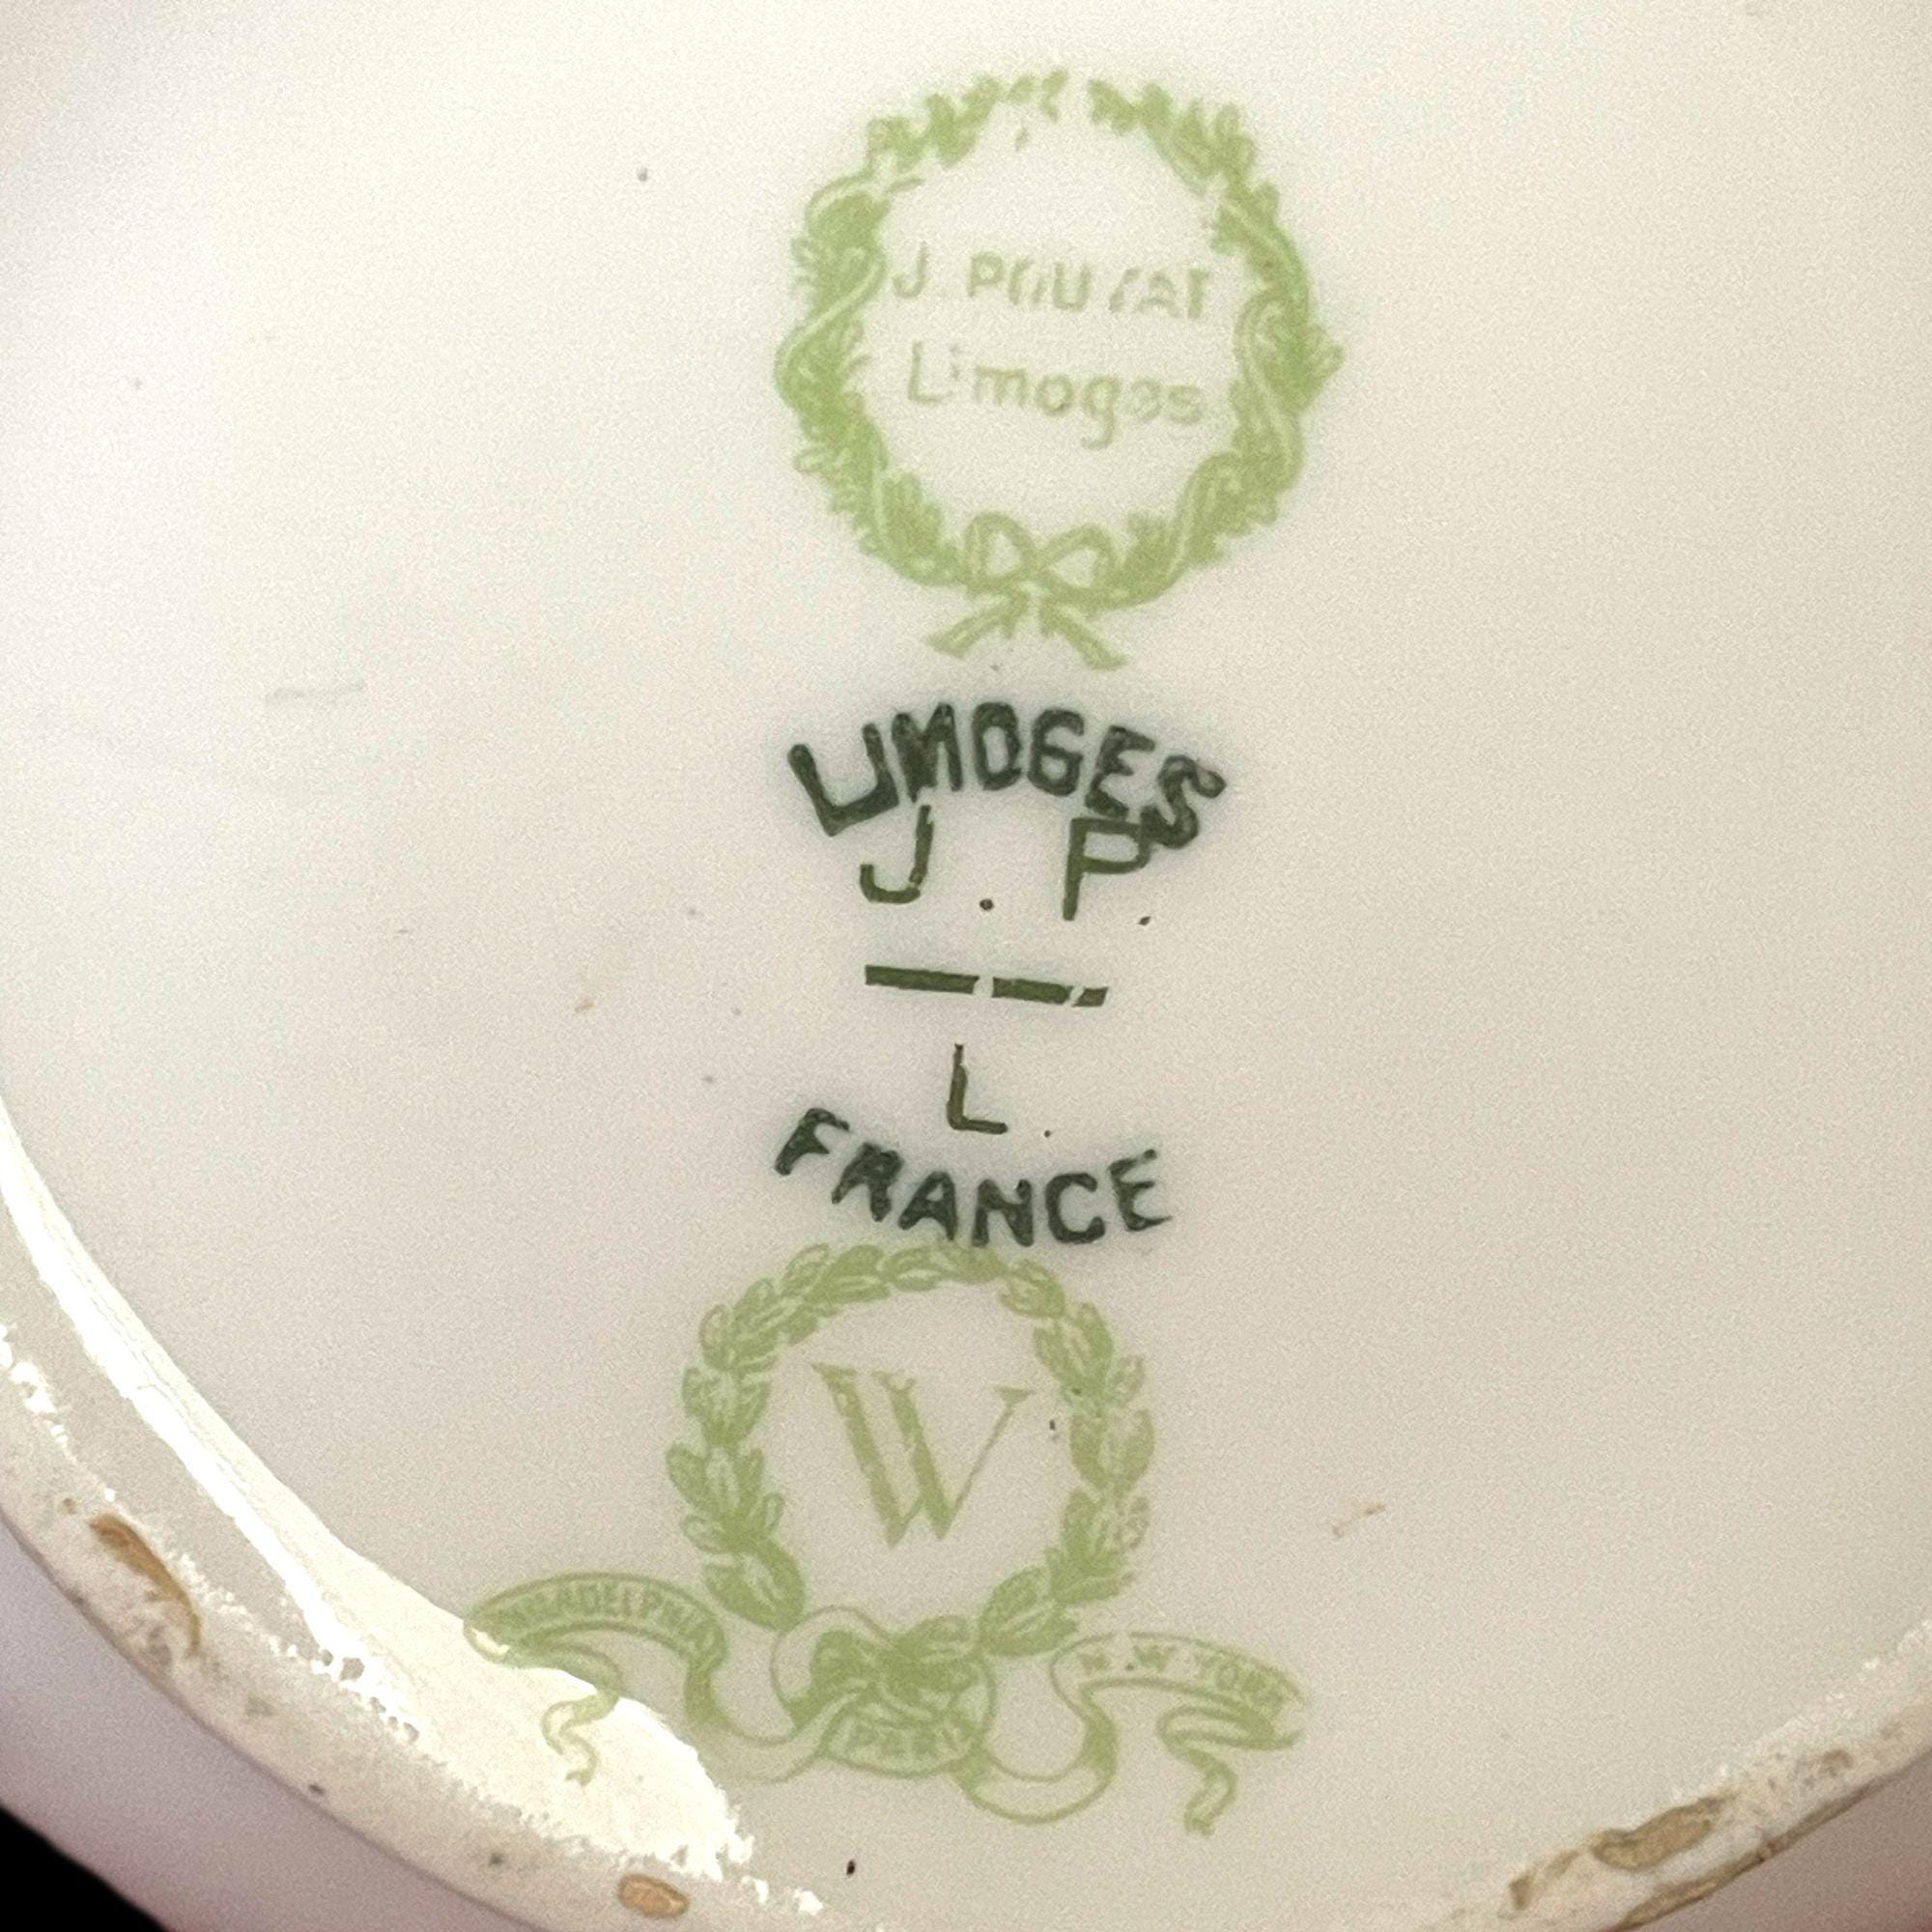 J. POUYAT
Limoges
LIMOGES
J. P.
L.
FRANCE
W
PHILADELPHIA
NEW YORK
PARIS